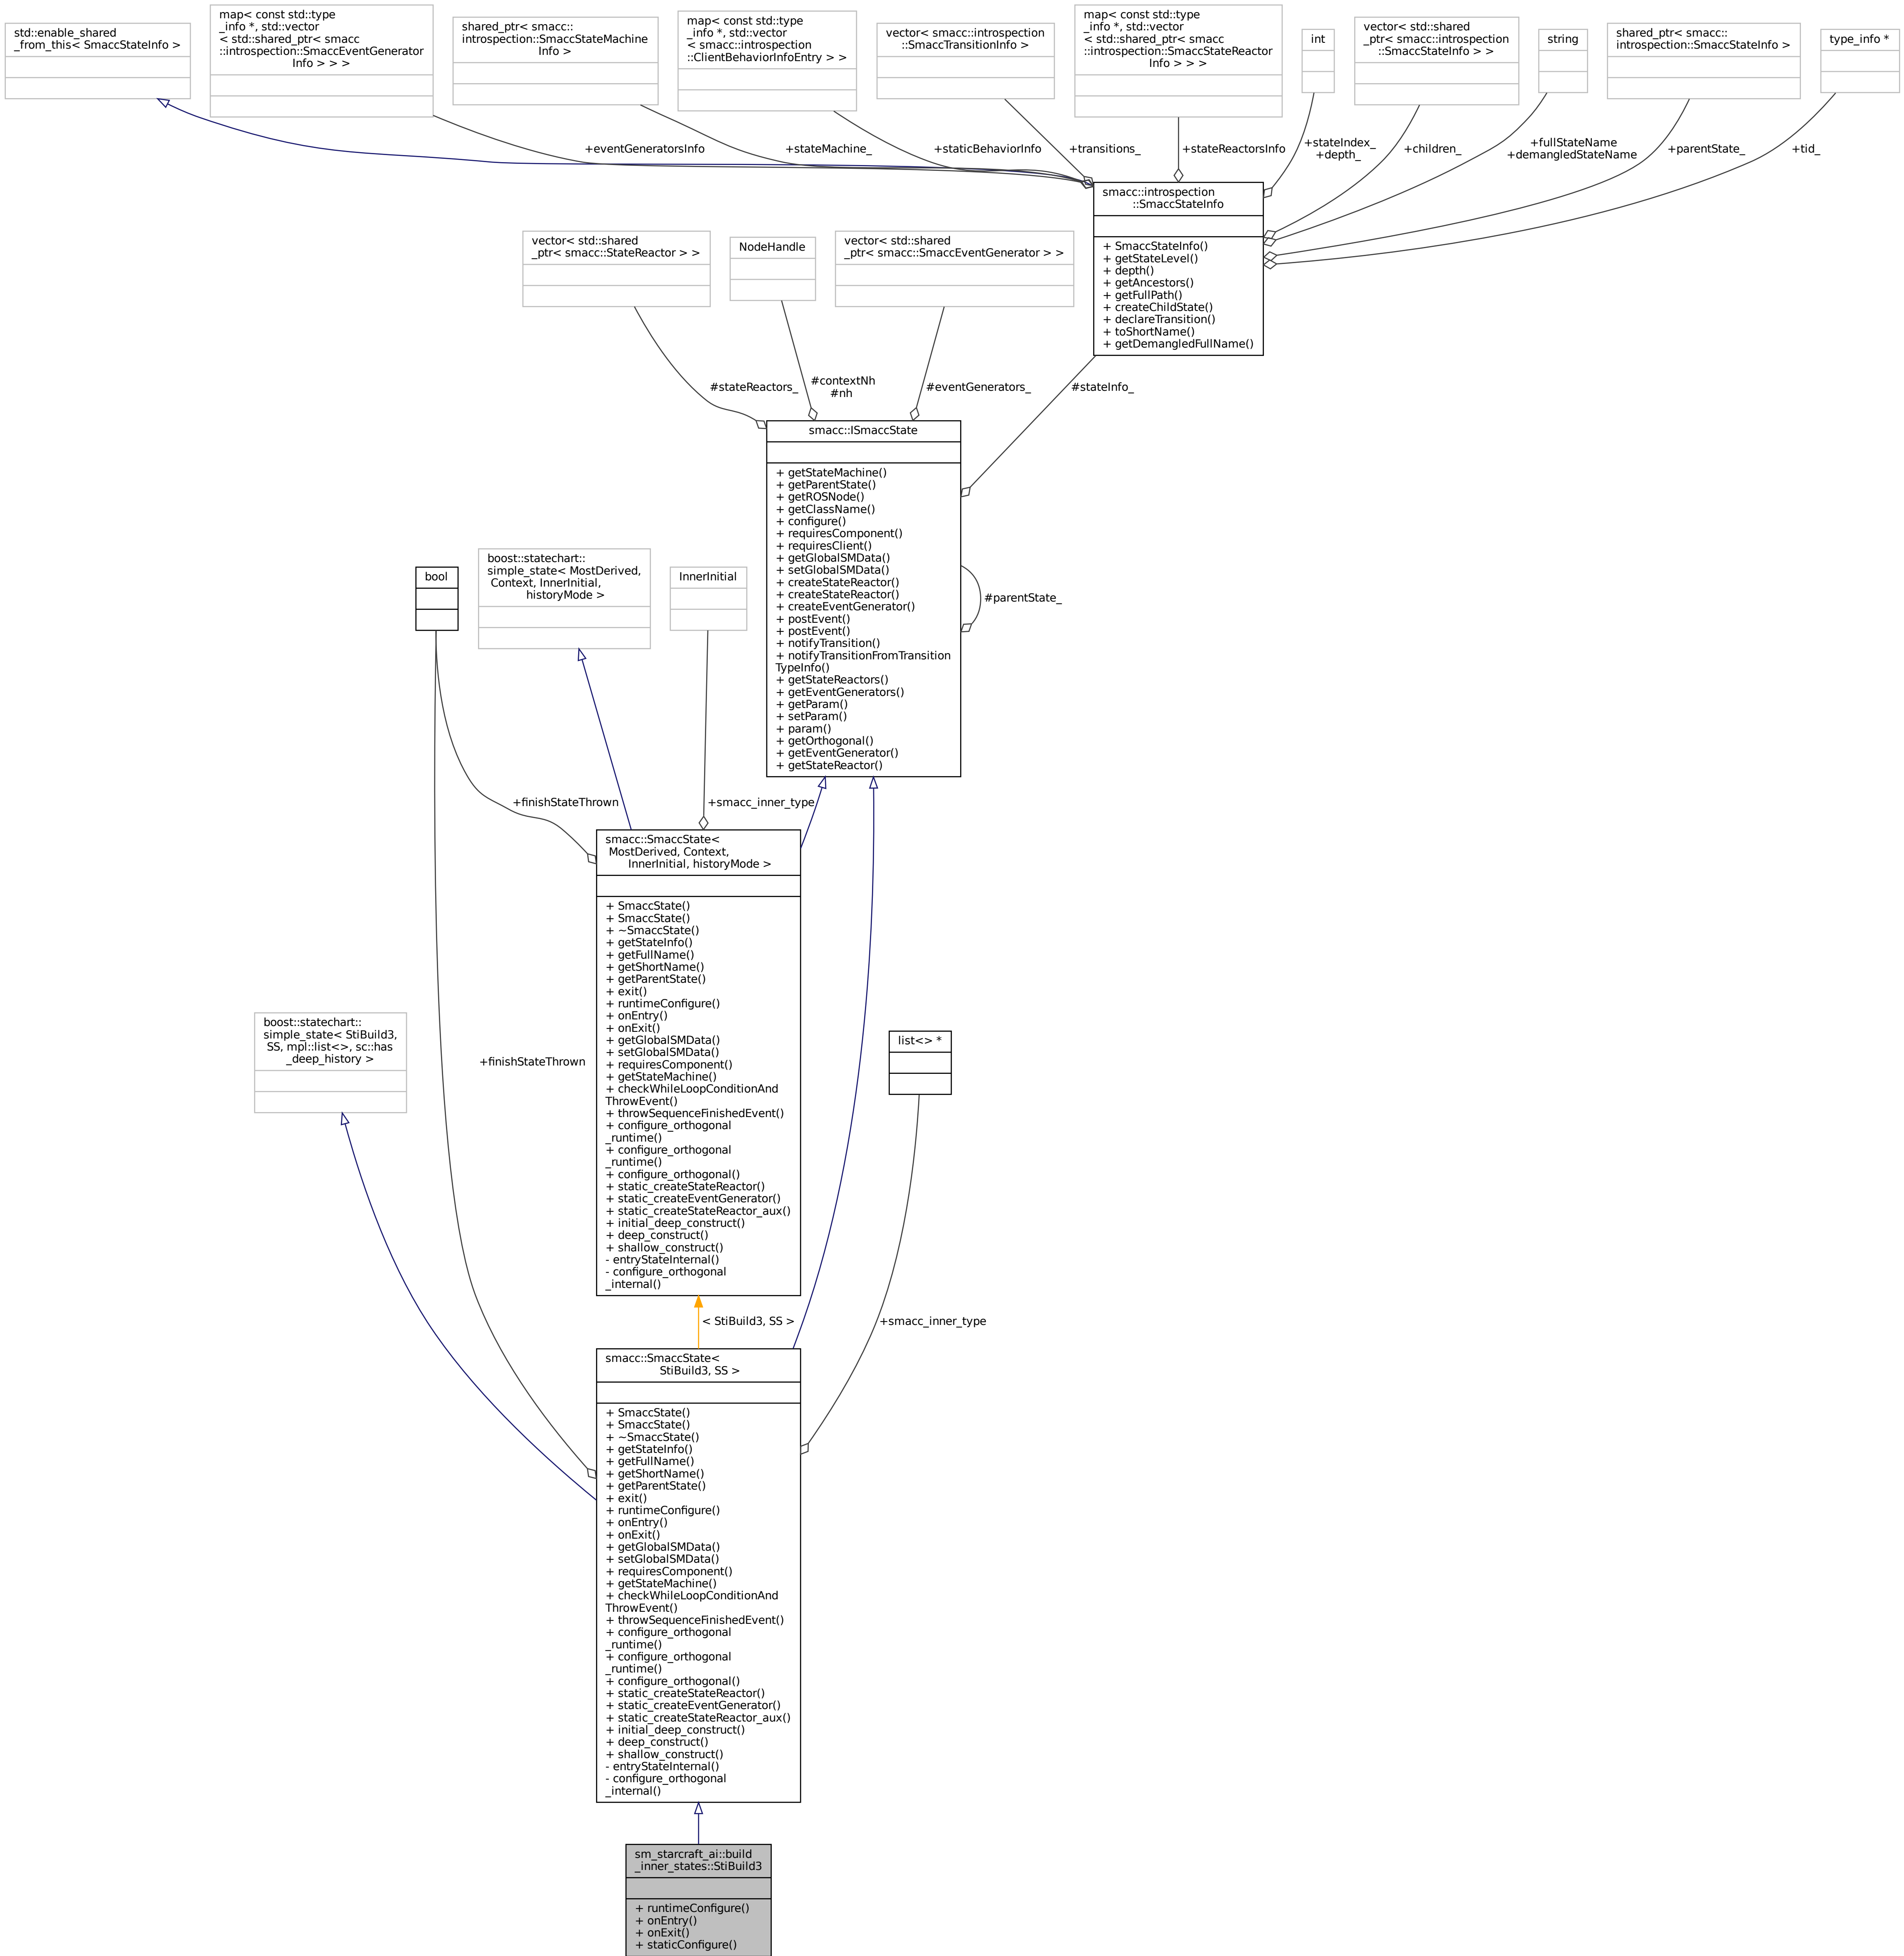 std::enable_shared
_from_this< SmaccStateInfo >
map< const std::type
_info *, std::vector
< std::shared_ptr< smacc
::introspection::SmaccEventGenerator
Info > > >
shared_ptr< smacc::
introspection::SmaccStateMachine
Info >
map< const std::type
_info *, std::vector
< smacc::introspection
::ClientBehaviorInfoEntry > >
vector< smacc::introspection
::SmaccTransitionInfo >
map< const std::type
_info *, std::vector
< std::shared_ptr< smacc
::introspection::SmaccStateReactor
Info > > >
int
vector< std::shared
_ptr< smacc::introspection
::SmaccStateInfo > >
string
shared_ptr< smacc::
introspection::SmaccStateInfo >
type_info *
+eventGeneratorsInfo
+stateMachine_
+staticBehaviorInfo
+transitions_
+stateReactorsInfo
+stateIndex_
+depth_
+children_
+fullStateName
+demangledStateName
+parentState_
+tid_
smacc::introspection
::SmaccStateInfo
+ SmaccStateInfo()
+ getStateLevel()
+ depth()
+ getAncestors()
+ getFullPath()
+ createChildState()
+ declareTransition()
+ toShortName()
+ getDemangledFullName()
vector< std::shared
_ptr< smacc::StateReactor > >
NodeHandle
vector< std::shared
_ptr< smacc::SmaccEventGenerator > >
#stateReactors_
#contextNh
#nh
#eventGenerators_
#stateInfo_
smacc::ISmaccState
+ getStateMachine()
+ getParentState()
+ getROSNode()
+ getClassName()
+ configure()
+ requiresComponent()
+ requiresClient()
+ getGlobalSMData()
+ setGlobalSMData()
+ createStateReactor()
+ createStateReactor()
+ createEventGenerator()
+ postEvent()
+ postEvent()
+ notifyTransition()
+ notifyTransitionFromTransition
TypeInfo()
+ getStateReactors()
+ getEventGenerators()
+ getParam()
+ setParam()
+ param()
+ getOrthogonal()
+ getEventGenerator()
+ getStateReactor()
#parentState_
bool
boost::statechart::
simple_state< MostDerived,
Context, InnerInitial,
historyMode >
InnerInitial
+finishStateThrown
+smacc_inner_type
smacc::SmaccState<
MostDerived, Context,
InnerInitial, historyMode >
+ SmaccState()
+ SmaccState()
+ ~SmaccState()
+ getStateInfo()
+ getFullName()
+ getShortName()
+ getParentState()
+ exit()
+ runtimeConfigure()
+ onEntry()
+ onExit()
+ getGlobalSMData()
+ setGlobalSMData()
+ requiresComponent()
+ getStateMachine()
+ checkWhileLoopConditionAnd
ThrowEvent()
+ throwSequenceFinishedEvent()
+ configure_orthogonal
_runtime()
+ configure_orthogonal
_runtime()
+ configure_orthogonal()
+ static_createStateReactor()
+ static_createEventGenerator()
+ static_createStateReactor_aux()
+ initial_deep_construct()
+ deep_construct()
+ shallow_construct()
- entryStateInternal()
- configure_orthogonal
_internal()
boost::statechart::
simple_state< StiBuild3,
SS, mpl::list<>, sc::has
_deep_history >
+finishStateThrown
list<> *
< StiBuild3, SS >
+smacc_inner_type
smacc::SmaccState<
StiBuild3, SS >
+ SmaccState()
+ SmaccState()
+ ~SmaccState()
+ getStateInfo()
+ getFullName()
+ getShortName()
+ getParentState()
+ exit()
+ runtimeConfigure()
+ onEntry()
+ onExit()
+ getGlobalSMData()
+ setGlobalSMData()
+ requiresComponent()
+ getStateMachine()
+ checkWhileLoopConditionAnd
ThrowEvent()
+ throwSequenceFinishedEvent()
+ configure_orthogonal
_runtime()
+ configure_orthogonal
_runtime()
+ configure_orthogonal()
+ static_createStateReactor()
+ static_createEventGenerator()
+ static_createStateReactor_aux()
+ initial_deep_construct()
+ deep_construct()
+ shallow_construct()
- entryStateInternal()
- configure_orthogonal
_internal()
sm_starcraft_ai::build
_inner_states::StiBuild3
+ runtimeConfigure()
+ onEntry()
+ onExit()
+ staticConfigure()